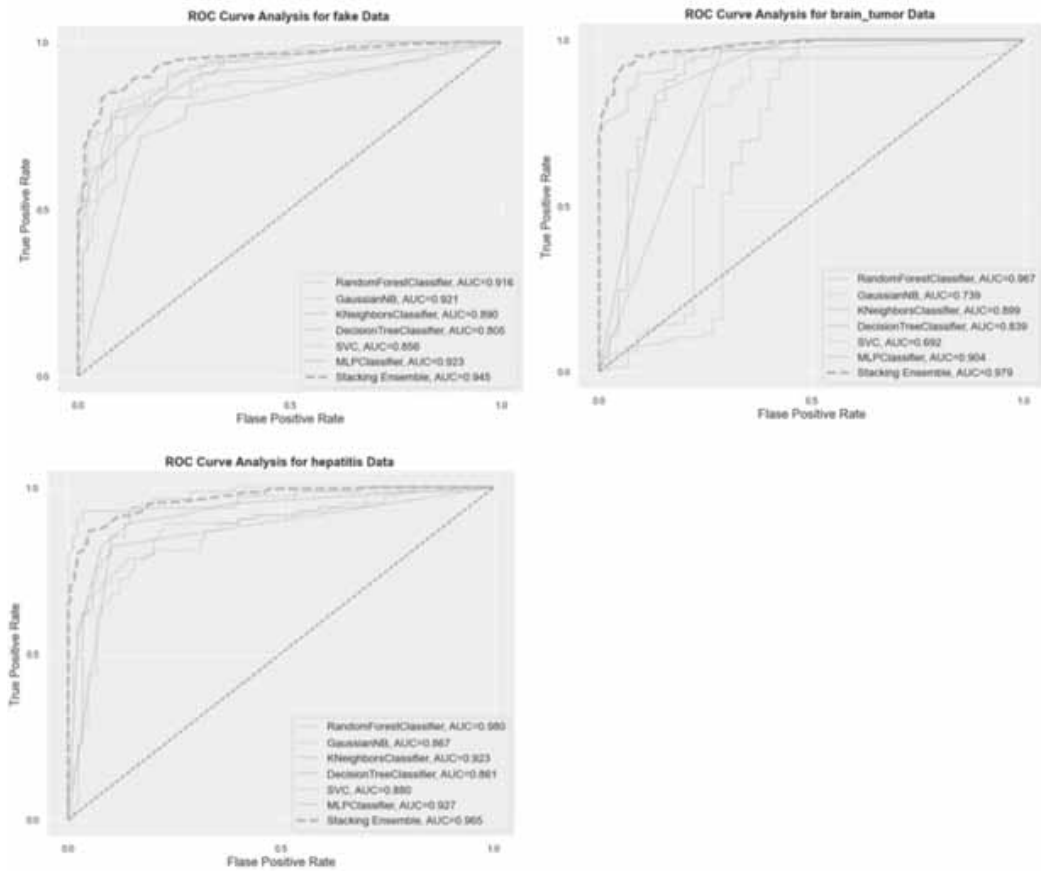 ROC Curve Analysis for fake Data
1.0
True Positive Rate
0.5
0.0
RandomForestClassifier, AUC=0.916
GaussianNB, AUC=0.921
KNeighborsClassifier, AUC=0.890
DecisionTreeClassifier, AUC=0.805
SVC, AUC=0.856
MLPClassifier, AUC=0.923
Stacking Ensemble, AUC=0.945
0.0
0.5
1.0
Flase Positive Rate
ROC Curve Analysis for brain_tumor Data
1.0
True Positive Rate
0.5
0.0
RandomForestClassifier, AUC=0.967
GaussianNB, AUC=0.739
KNeighborsClassifier, AUC=0.899
DecisionTreeClassifier, AUC=0.839
SVC, AUC=0.692
MLPClassifier, AUC=0.904
Stacking Ensemble, AUC=0.979
0.0
0.5
1.0
Flase Positive Rate
ROC Curve Analysis for hepatitis Data
1.0
True Positive Rate
0.5
0.0
RandomForestClassifier, AUC=0.980
GaussianNB, AUC=0.867
KNeighborsClassifier, AUC=0.923
DecisionTreeClassifier, AUC=0.861
SVC, AUC=0.880
MLPClassifier, AUC=0.927
Stacking Ensemble, AUC=0.965
0.0
0.5
1.0
Flase Positive Rate